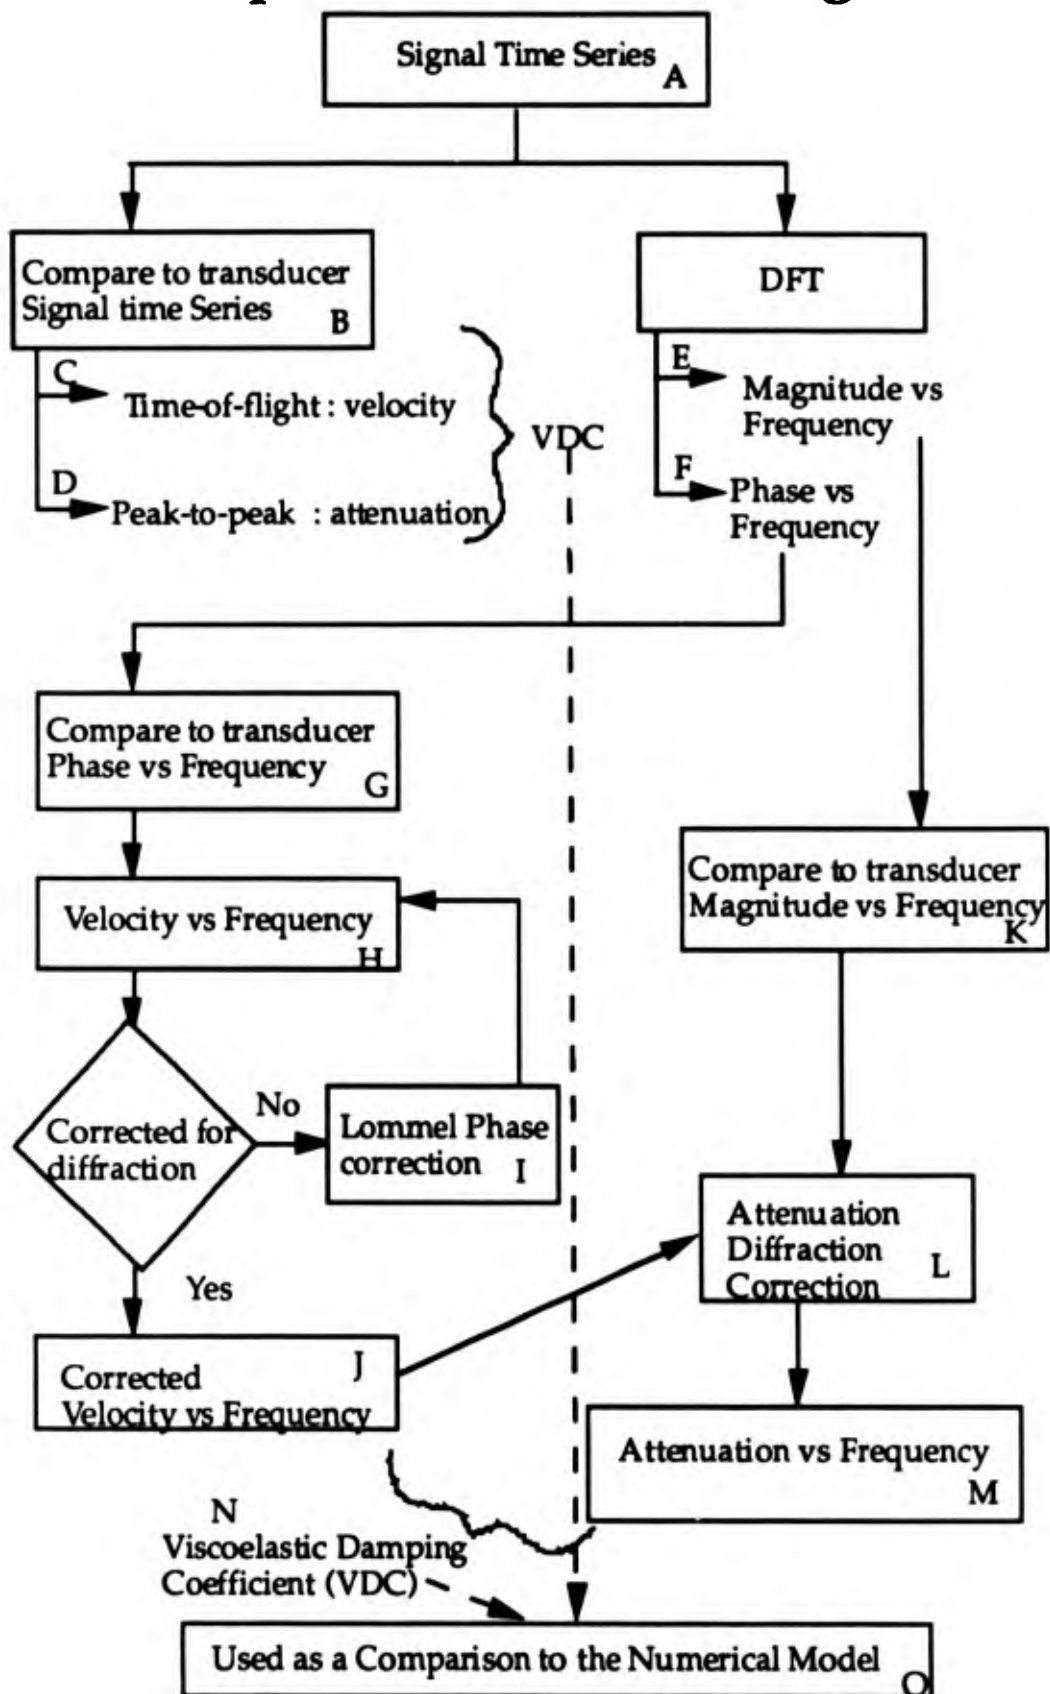 Signal Time Series
A
Compare to transducer
Signal time Series
B
DFT
C
Time-of-flight : velocity
D
Peak-to-peak : attenuation
VDC
E
Magnitude vs
Frequency
F
Phase vs
Frequency
Compare to transducer
Phase vs Frequency
G
Velocity vs Frequency
H
Compare to transducer
Magnitude vs Frequency
K
Corrected for
diffraction
No
Lommel Phase
correction
I
Yes
Attenuation
Diffraction
Correction
L
J
Corrected
Velocity vs Frequency
Attenuation vs Frequency
M
N
Viscoelastic Damping
Coefficient (VDC)
Used as a Comparison to the Numerical Model
O